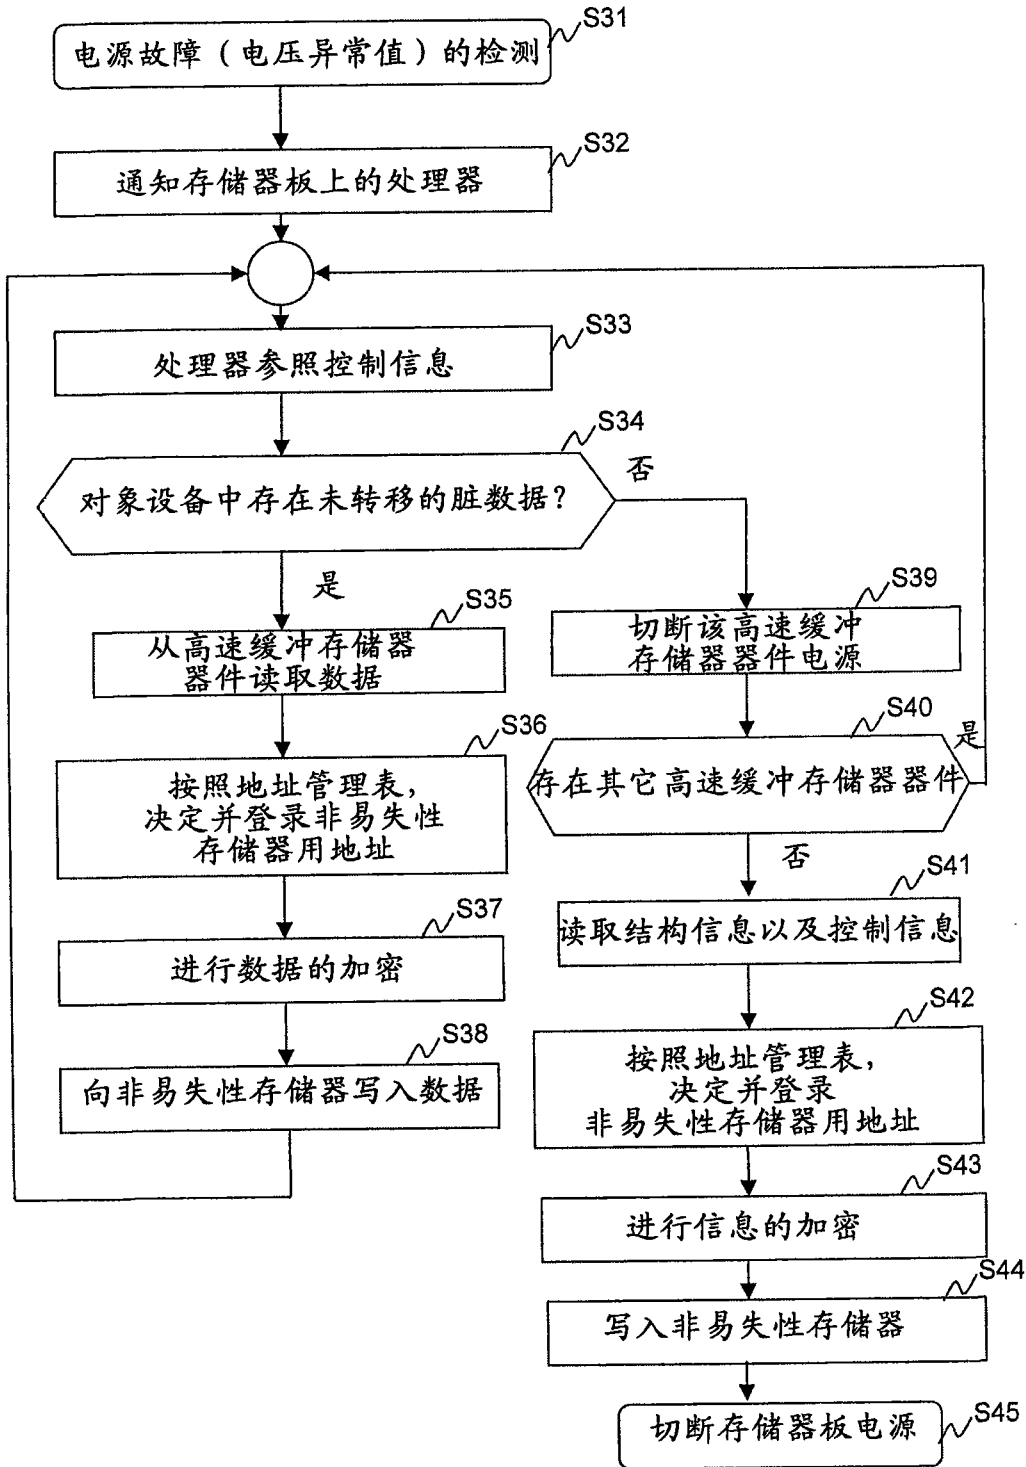 S31
电源故障（电压异常值）的检测
S32
通知存储器板上的处理器
S33
处理器参照控制信息
S34
对象设备中存在未转移的脏数据？
否
是
S35
从高速缓冲存储器
器件读取数据
S36
按照地址管理表，
决定并登录非易失性
存储器用地址
S37
进行数据的加密
S38
向非易失性存储器写入数据
S39
切断该高速缓冲
存储器器件电源
S40
是
存在其它高速缓冲存储器器件
否
S41
读取结构信息以及控制信息
S42
按照地址管理表，
决定并登录
非易失性存储器用地址
S43
进行信息的加密
S44
写入非易失性存储器
切断存储器板电源
S45